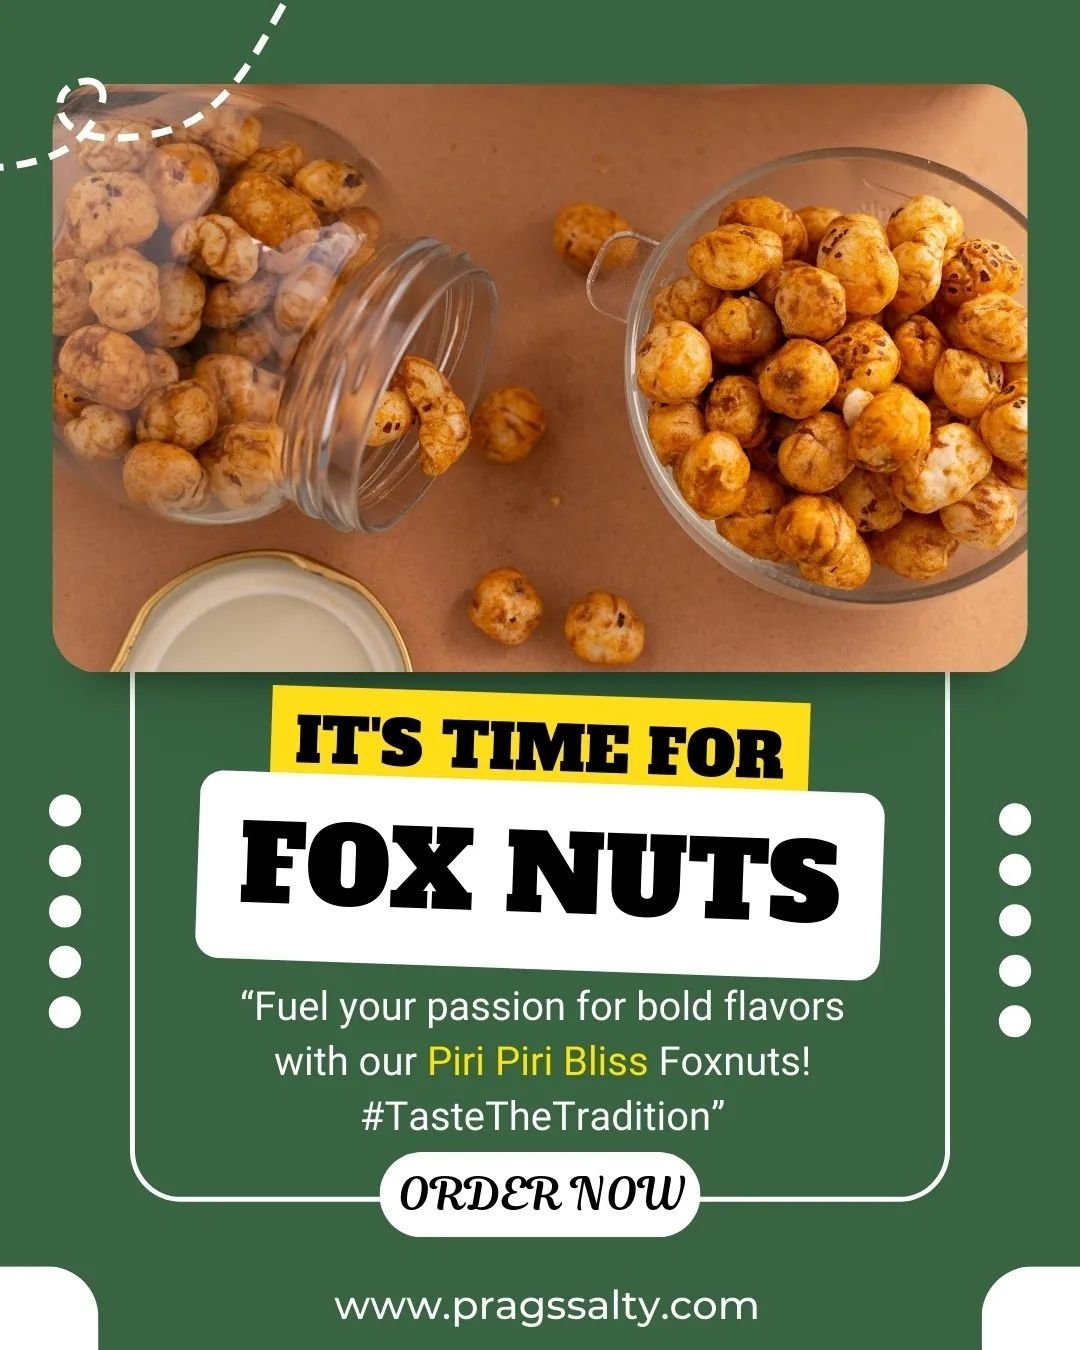 IT'S TIME FOR
FOX NUTS
“Fuel your passion for bold flavors
with our Piri Piri Bliss Foxnuts!
#TasteTheTradition”
ORDER NOW
www.pragssalty.com